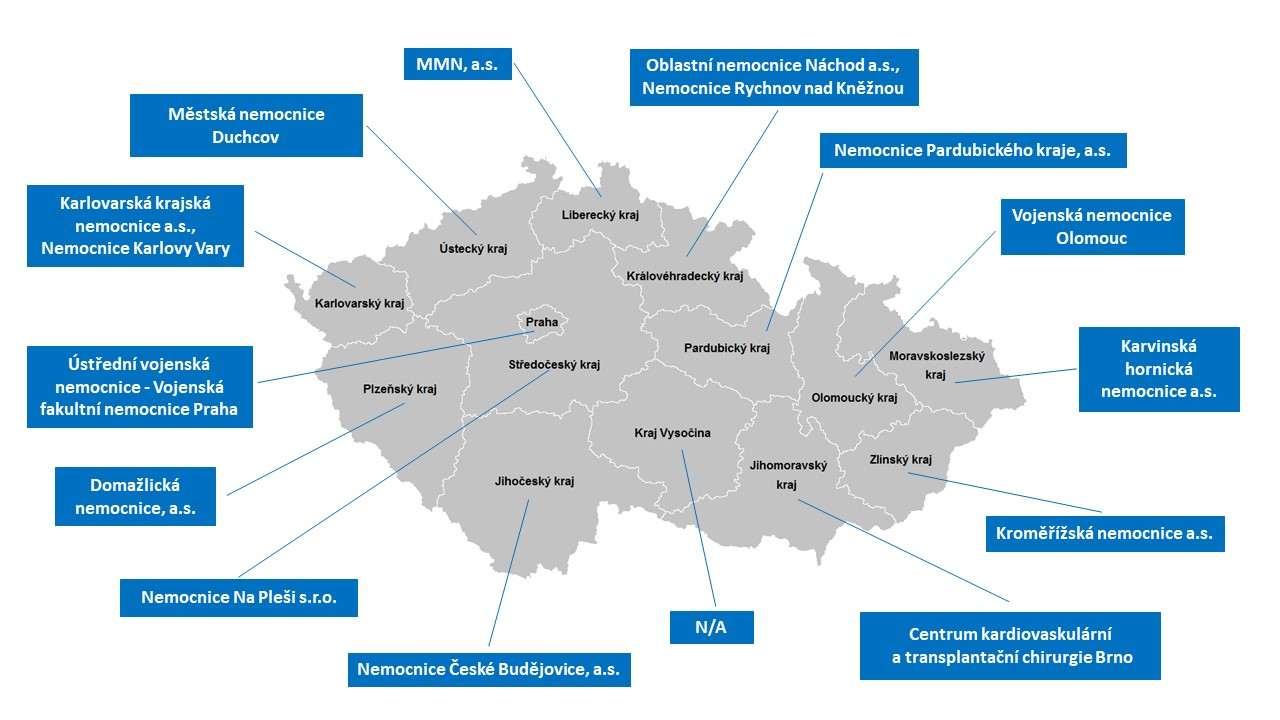 MMN, a.s.
Oblastní nemocnice Náchod a.s.,
Nemocnice Rychnov nad Kněžnou
Městská nemocnice
Duchcov
Nemocnice Pardubického kraje, a.s.
Karlovarská krajská
nemocnice a.s.,
Nemocnice Karlovy Vary
Vojenská nemocnice
Olomouc
Liberecký kraj
Ústecký kraj
Královéhradecký kraj
Karlovarský kraj
Praha
Pardubický kraj
Moravskoslezský
kraj
Středočeský kraj
Plzeňský kraj
Olomoucký kraj
Ústřední vojenská
nemocnice - Vojenská
fakultní nemocnice Praha
Karvinská
hornická
nemocnice a.s.
Kraj Vysočina
Jihomoravský
kraj
Zlínský kraj
Jihočeský kraj
Domažlická
nemocnice, a.s.
Kroměřížská nemocnice a.s.
Nemocnice Na Pleši s.r.o.
N/A
Centrum kardiovaskulární
a transplantační chirurgie Brno
Nemocnice České Budějovice, a.s.